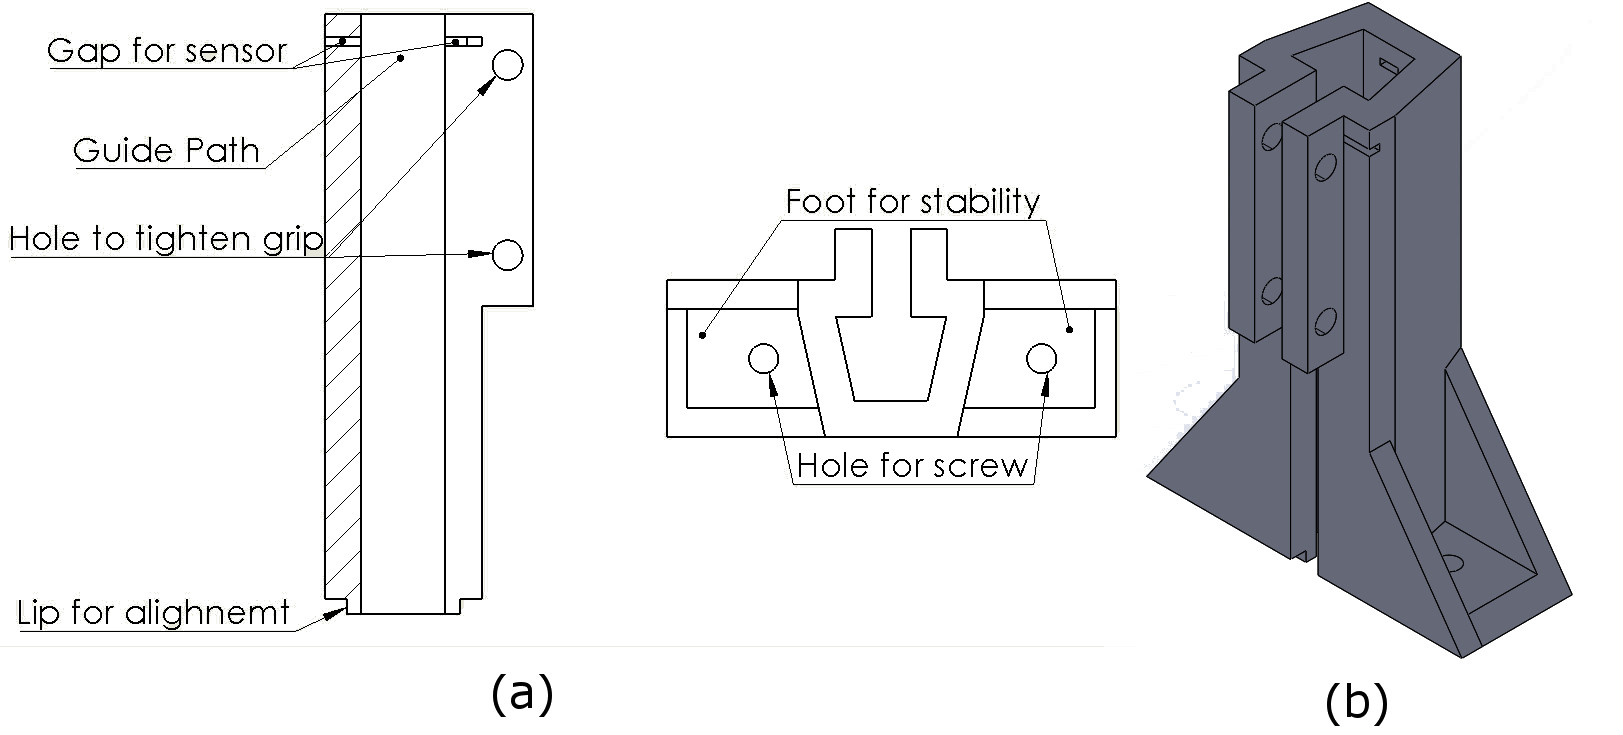 Gap for sensor
Guide Path
Hole to tighten grip
Lip for alighnemt
Foot for stability
Hole for screw
(a)
(b)